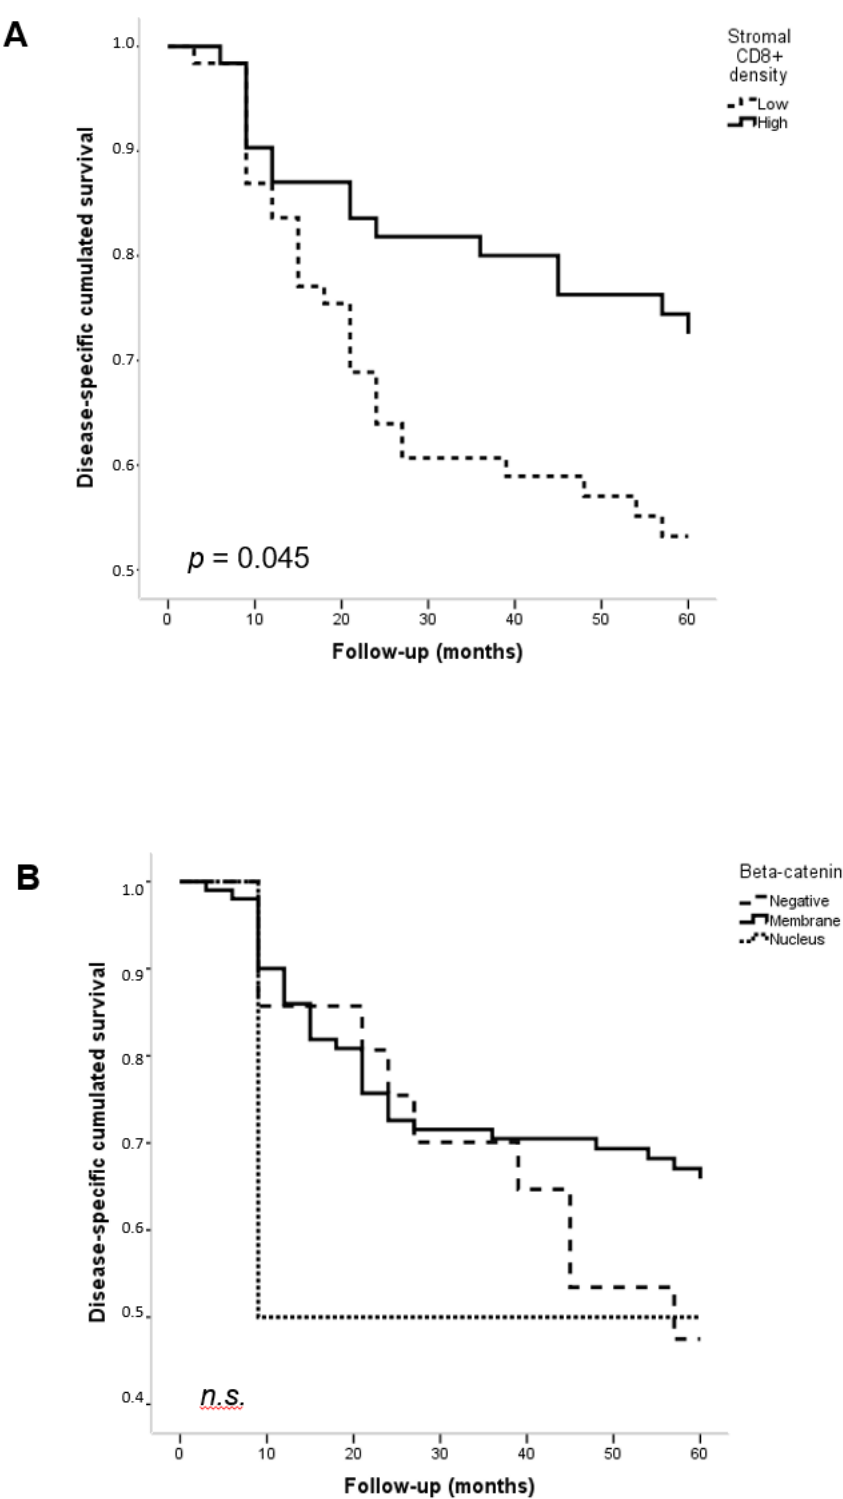 A
Stromal
CD8+
density
Low
High
1.0
0.9
0.8
0.7
0.6
0.5
Disease-specific cumulated survival
p = 0.045
0 10 20 30 40 50 60
Follow-up (months)
B
Beta-catenin
Negative
Membrane
Nucleus
1.0
0.9
0.8
0.7
0.6
0.5
0.4
Disease-specific cumulated survival
n.s.
0 10 20 30 40 50 60
Follow-up (months)